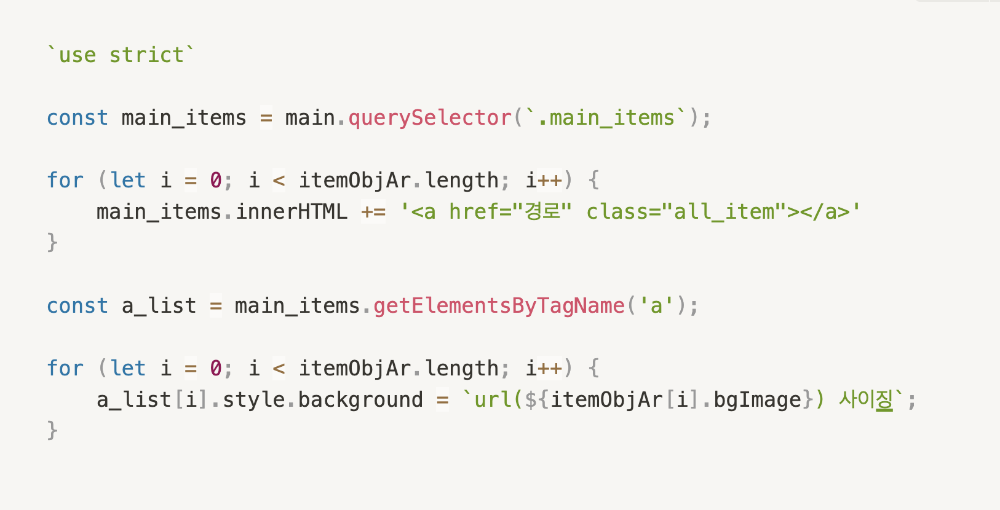 `use strict`
const main_items = main.querySelector(`.main_items`);
for (let i = 0; i < itemObjAr.length; i++) {
    main_items.innerHTML += '<a href="경로" class="all_item"></a>'
}
const a_list = main_items.getElementsByTagName('a');
for (let i = 0; i < itemObjAr.length; i++) {
    a_list[i].style.background = `url(${itemObjAr[i].bgImage}) 사이징`;
}